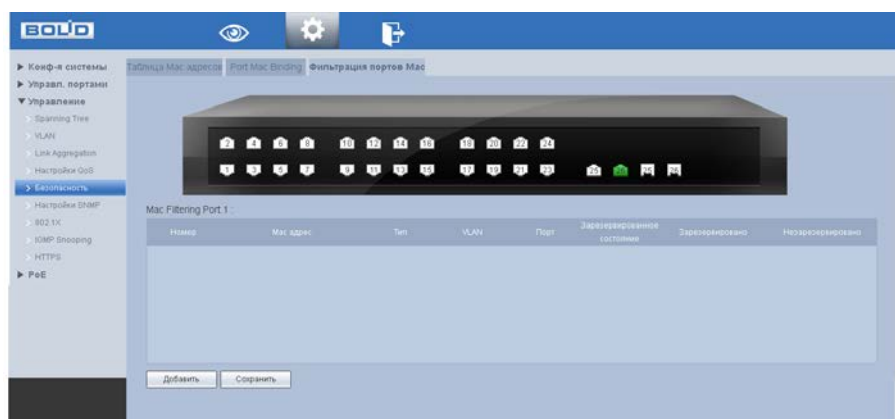 BOLID
Конф-я системы
Управл. портами
Управление
Spanning Tree
VLAN
Link Aggregation
Настройки QoS
Безопасность
Настройки SNMP
802.1X
IGMP Snooping
HTTPS
PoE
Таблица Mac адресов Port Mac Binding Фильтрация портов Mac
2 4 6 8 10 12 14 16 18 20 22 24
1 3 5 7 9 11 13 15 17 19 21 23 25 25 26
Mac Filtering Port 1 :
Номер Mac адрес Тип VLAN Порт Зарезервированное состояние Зарезервировано Незарезервировано
Добавить Сохранить